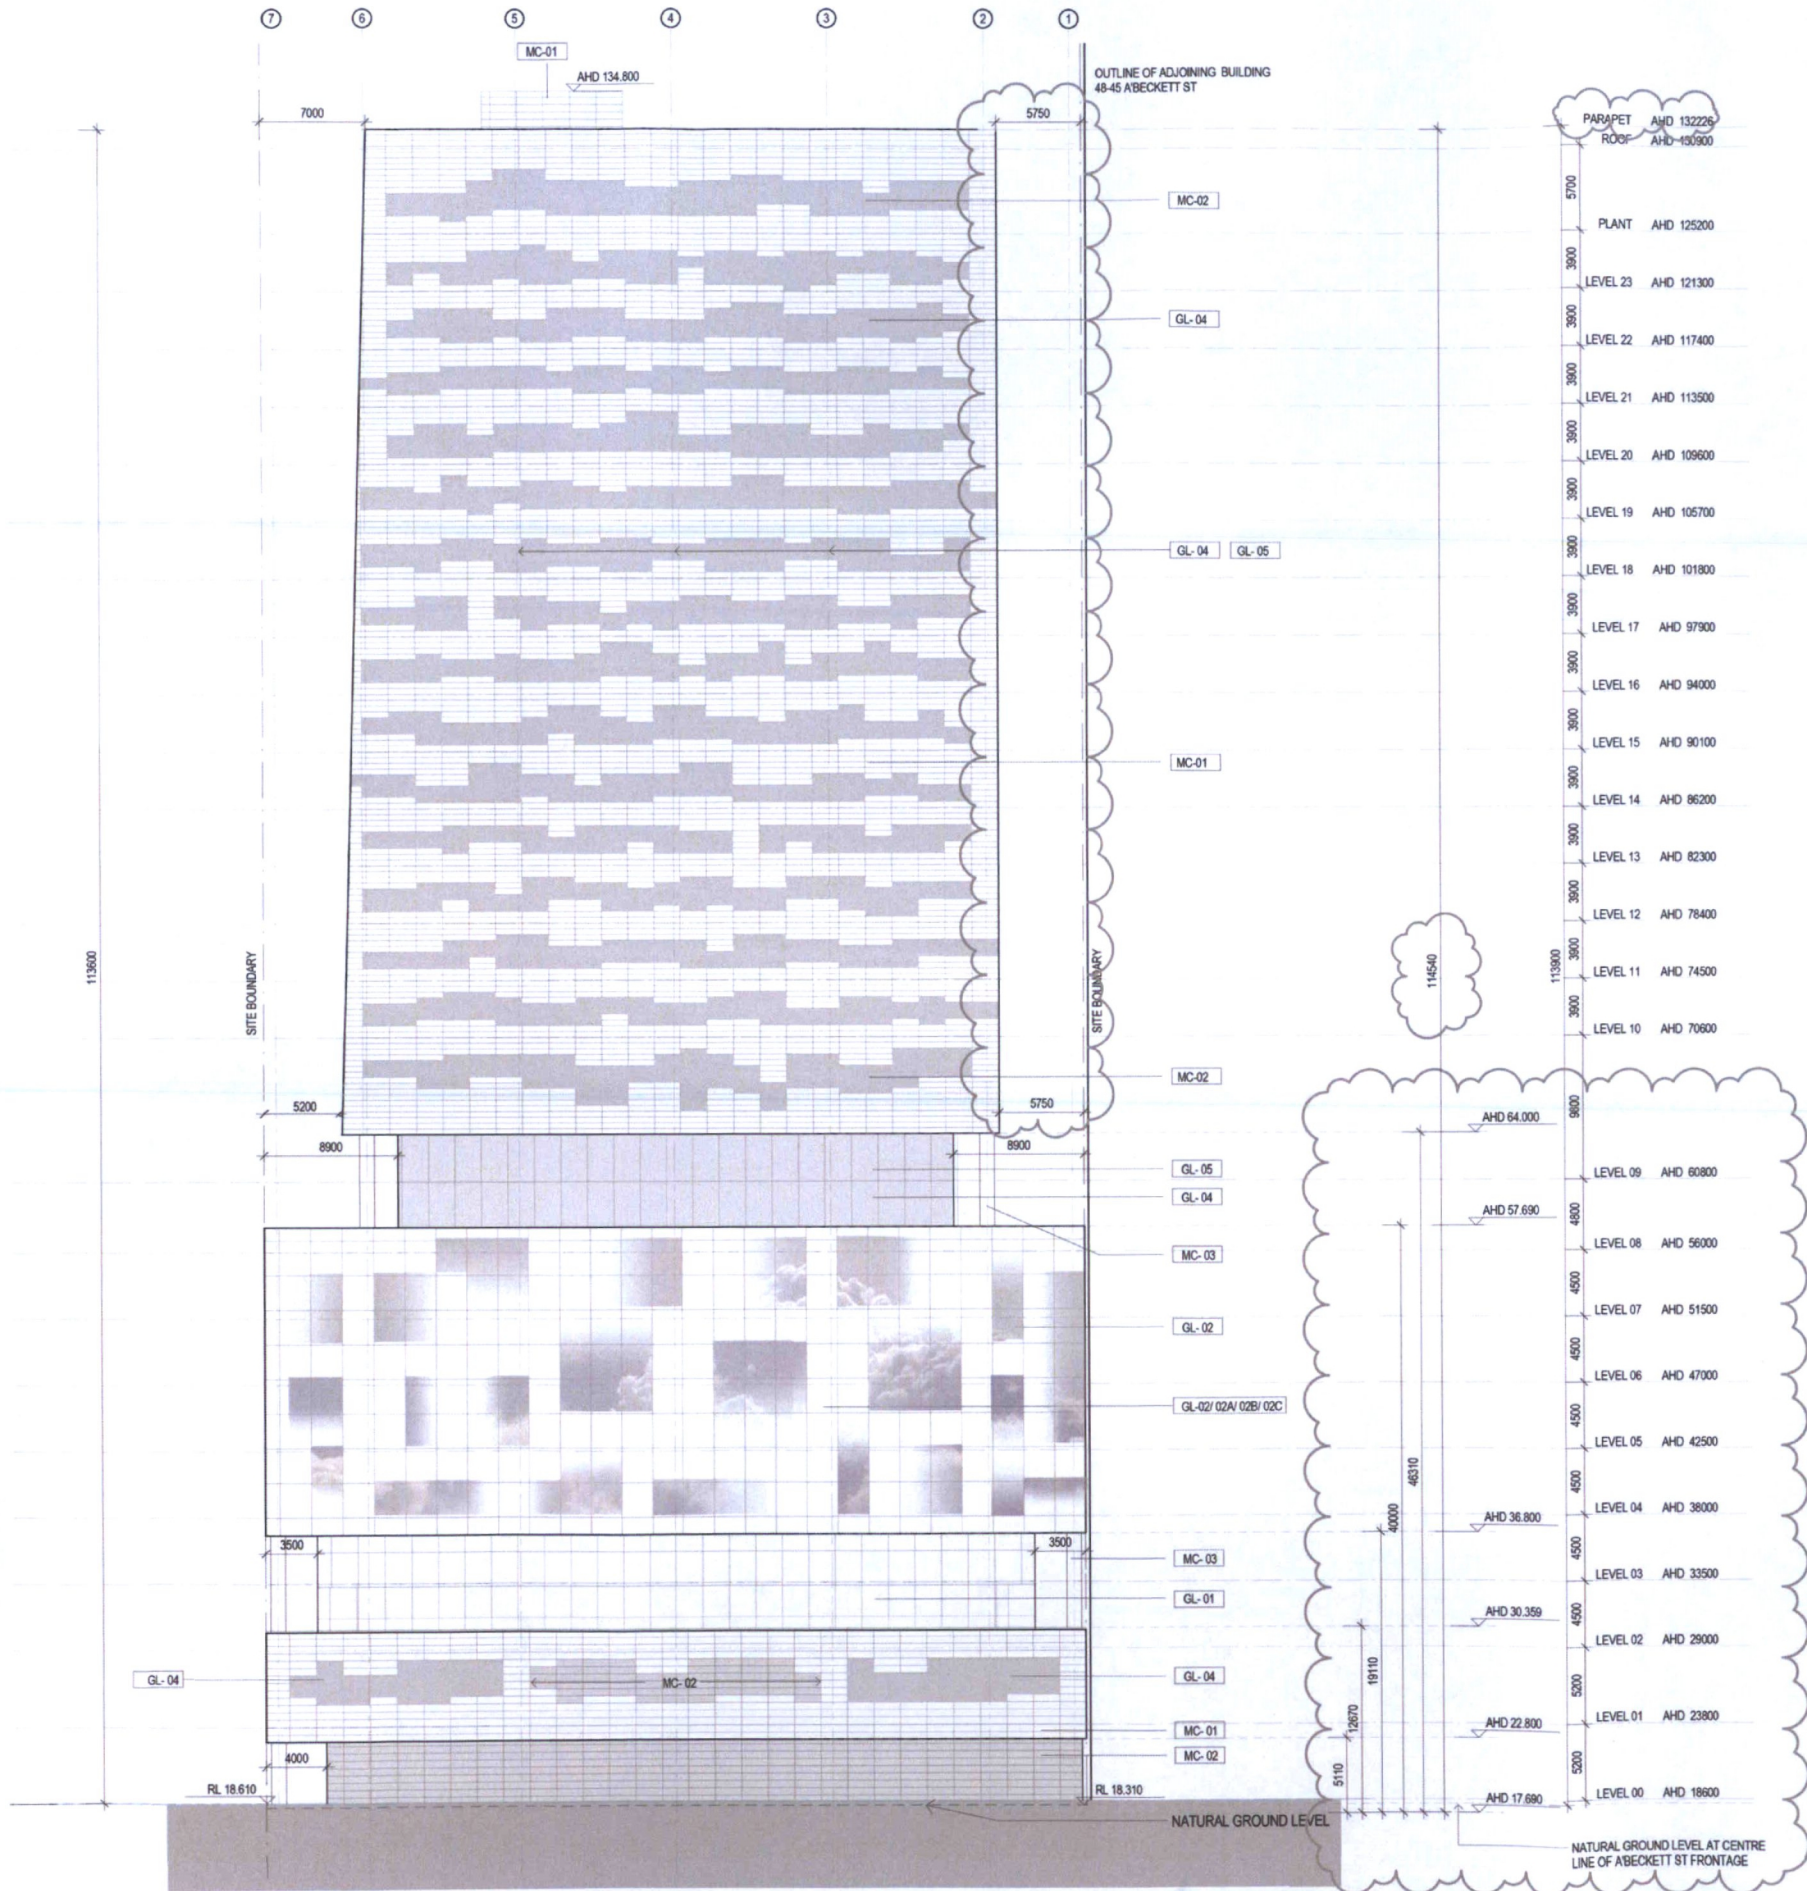 7 6 5 4 3 2 1
MC-01
AHD 134.800
OUTLINE OF ADJOINING BUILDING
48-45 A'BECKETT ST
7000
5750
PARAPET AHD 132226
ROOF AHD 130900
5700
MC-02
PLANT AHD 125200
3900
LEVEL 23 AHD 121300
GL-04
3900
LEVEL 22 AHD 117400
3900
LEVEL 21 AHD 113500
3900
LEVEL 20 AHD 109600
3900
LEVEL 19 AHD 105700
GL-04 GL-05
3900
LEVEL 18 AHD 101800
3900
LEVEL 17 AHD 97900
3900
LEVEL 16 AHD 94000
3900
LEVEL 15 AHD 90100
MC-01
3900
LEVEL 14 AHD 86200
3900
LEVEL 13 AHD 82300
3900
LEVEL 12 AHD 78400
3900
LEVEL 11 AHD 74500
113600
SITE BOUNDARY
SITE BOUNDARY
114540
113900
3900
LEVEL 10 AHD 70600
MC-02
5200
5750
9800
AHD 64.000
8900
8900
GL-05
LEVEL 09 AHD 60800
GL-04
AHD 57.690
4800
MC-03
LEVEL 08 AHD 56000
4500
LEVEL 07 AHD 51500
GL-02
4500
LEVEL 06 AHD 47000
GL-02/ 02A/ 02B/ 02C
4500
LEVEL 05 AHD 42500
46310
4500
LEVEL 04 AHD 38000
40000
AHD 36.800
3500
3500
MC-03
4500
LEVEL 03 AHD 33500
GL-01
AHD 30.359
4500
LEVEL 02 AHD 29000
GL-04
MC-02
GL-04
19110
5200
12670
LEVEL 01 AHD 23800
MC-01
AHD 22.800
MC-02
4000
5110
5200
RL 18.610
RL 18.310
LEVEL 00 AHD 18600
AHD 17.690
NATURAL GROUND LEVEL
NATURAL GROUND LEVEL AT CENTRE
LINE OF A'BECKETT ST FRONTAGE